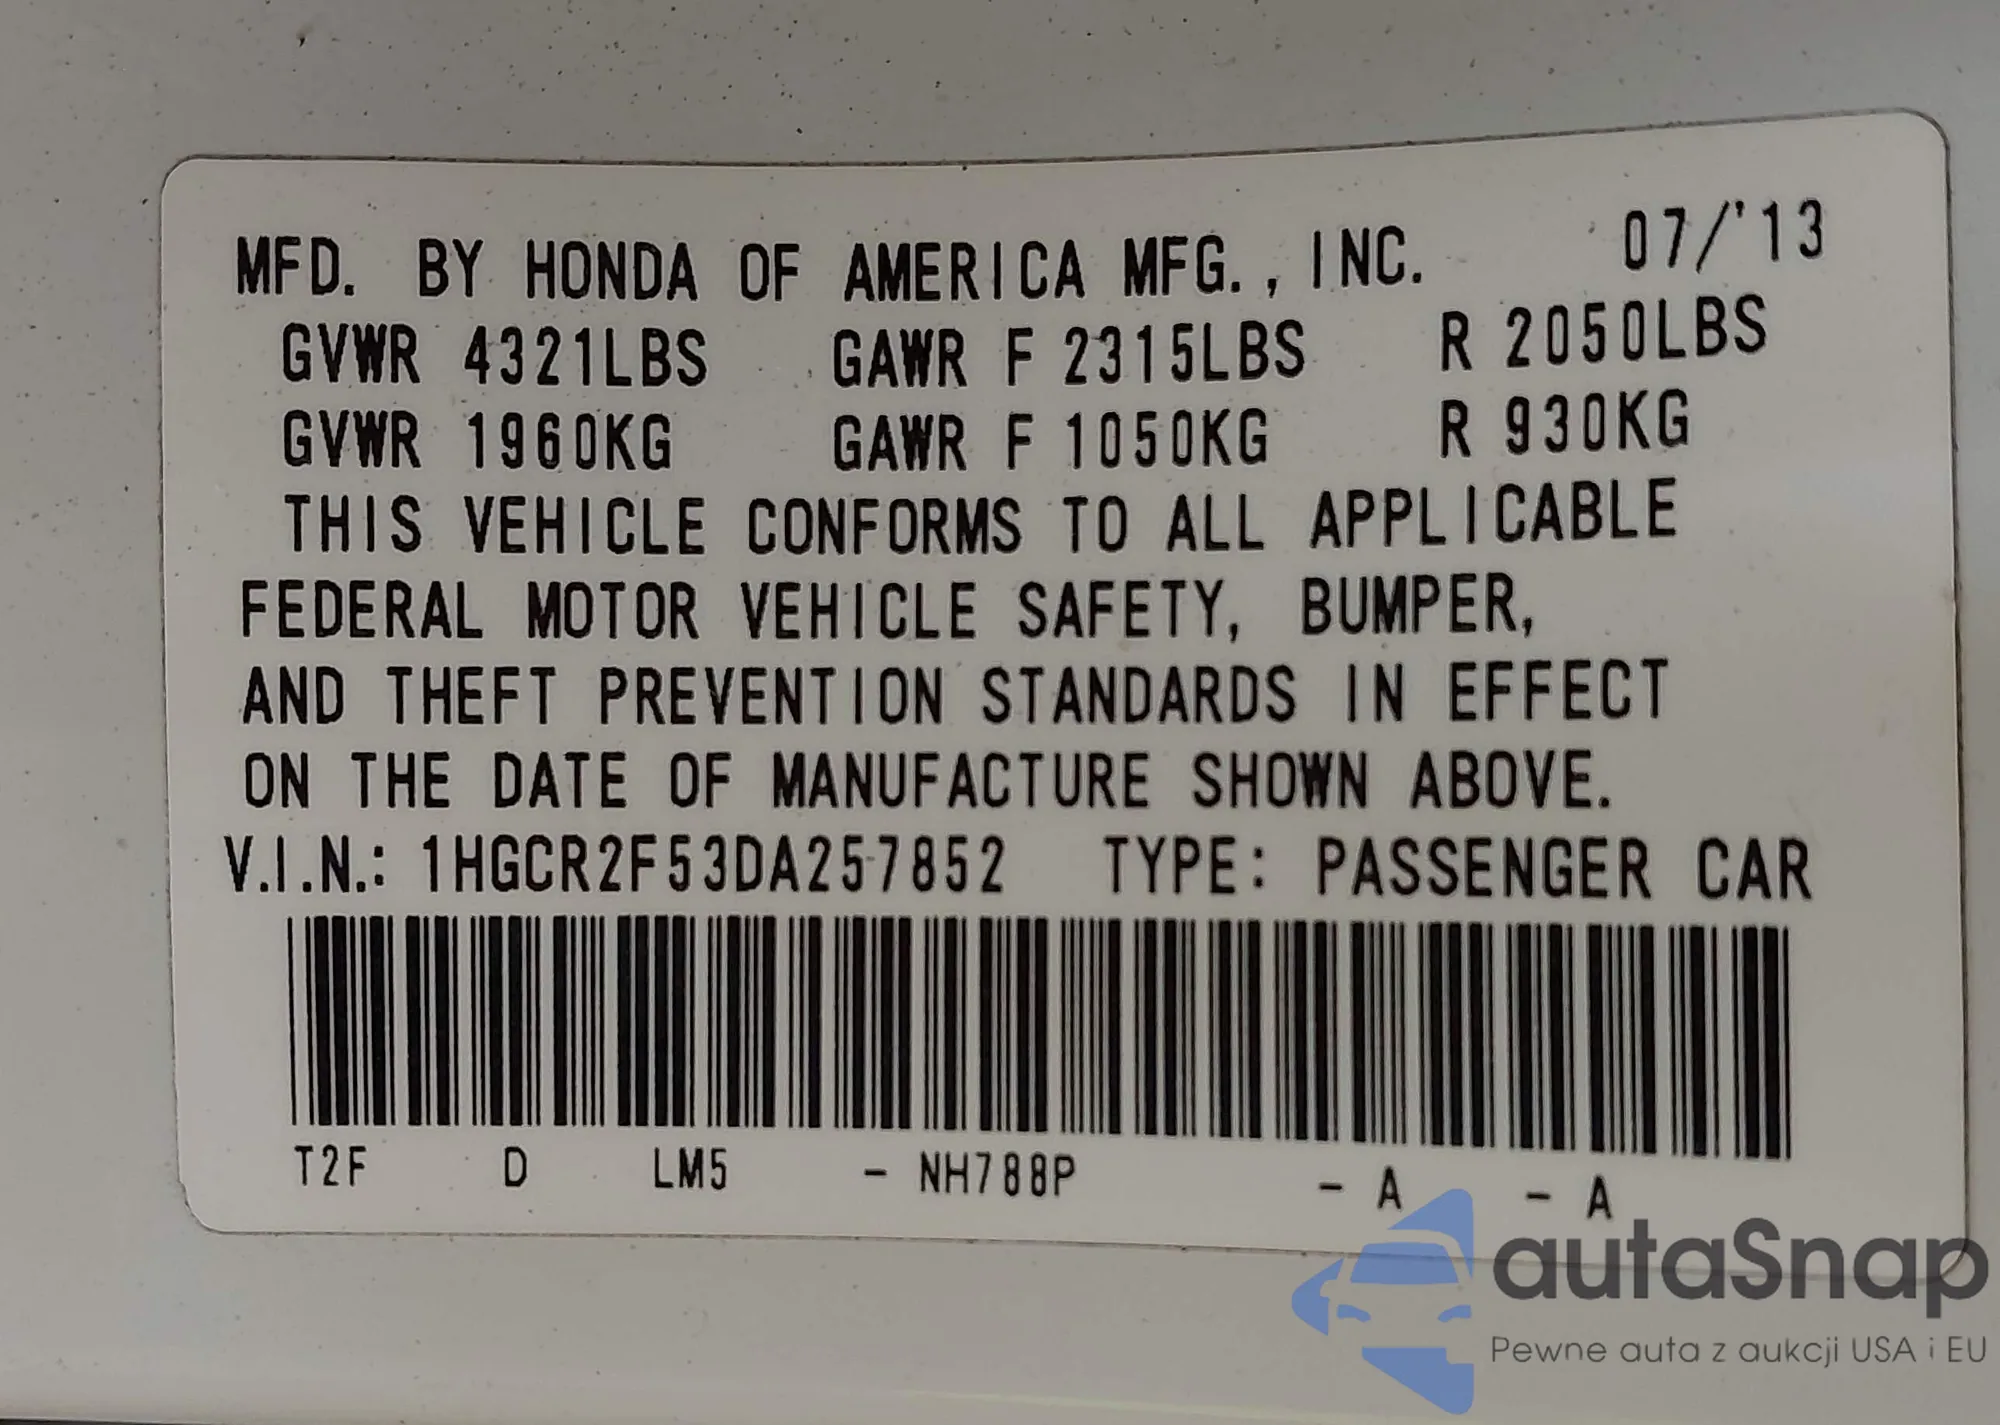 MFD. BY HONDA OF AMERICA MFG., INC. 07/'13
GVWR 4321LBS GAWR F 2315LBS R 2050LBS
GVWR 1960KG GAWR F 1050KG R 930KG
THIS VEHICLE CONFORMS TO ALL APPLICABLE
FEDERAL MOTOR VEHICLE SAFETY, BUMPER,
AND THEFT PREVENTION STANDARDS IN EFFECT
ON THE DATE OF MANUFACTURE SHOWN ABOVE.
V.I.N.: 1HGCR2F53DA257852 TYPE: PASSENGER CAR
T2F D LM5 - NH788P - A - A
autaSnap
Pewne auta z aukcji USA i EU